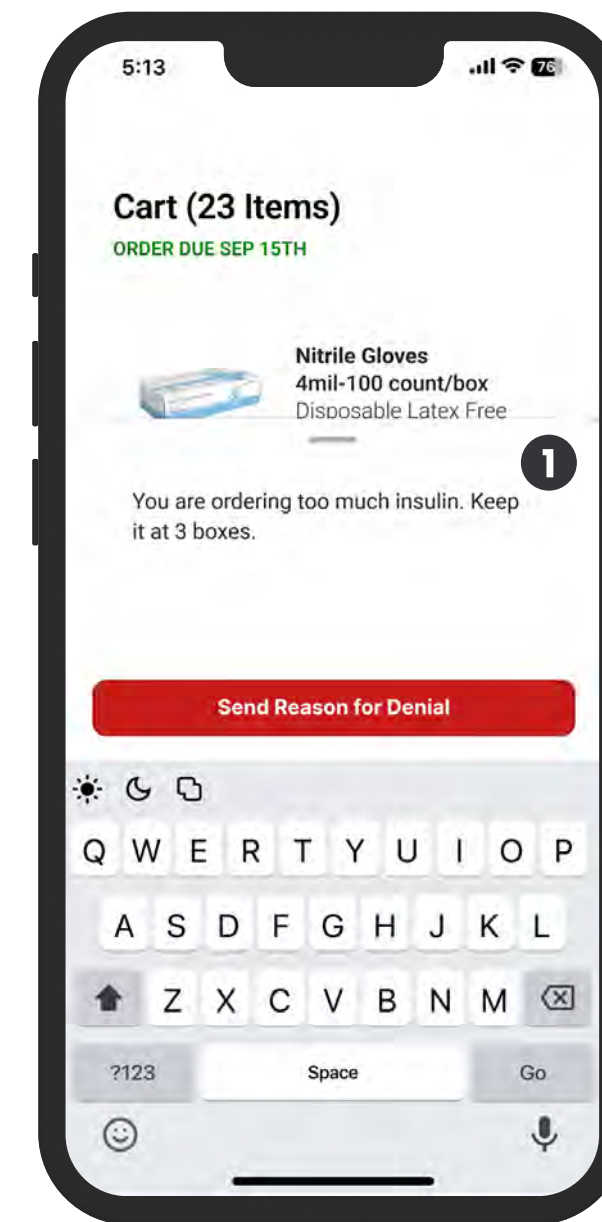 5:13
76
Cart (23 Items)
ORDER DUE SEP 15TH
Nitrile Gloves
4mil-100 count/box
Disposable Latex Free
1
You are ordering too much insulin. Keep
it at 3 boxes.
Send Reason for Denial
Q W E R T Y U I O P
A S D F G H J K L
Z X C V B N M
?123 Space Go